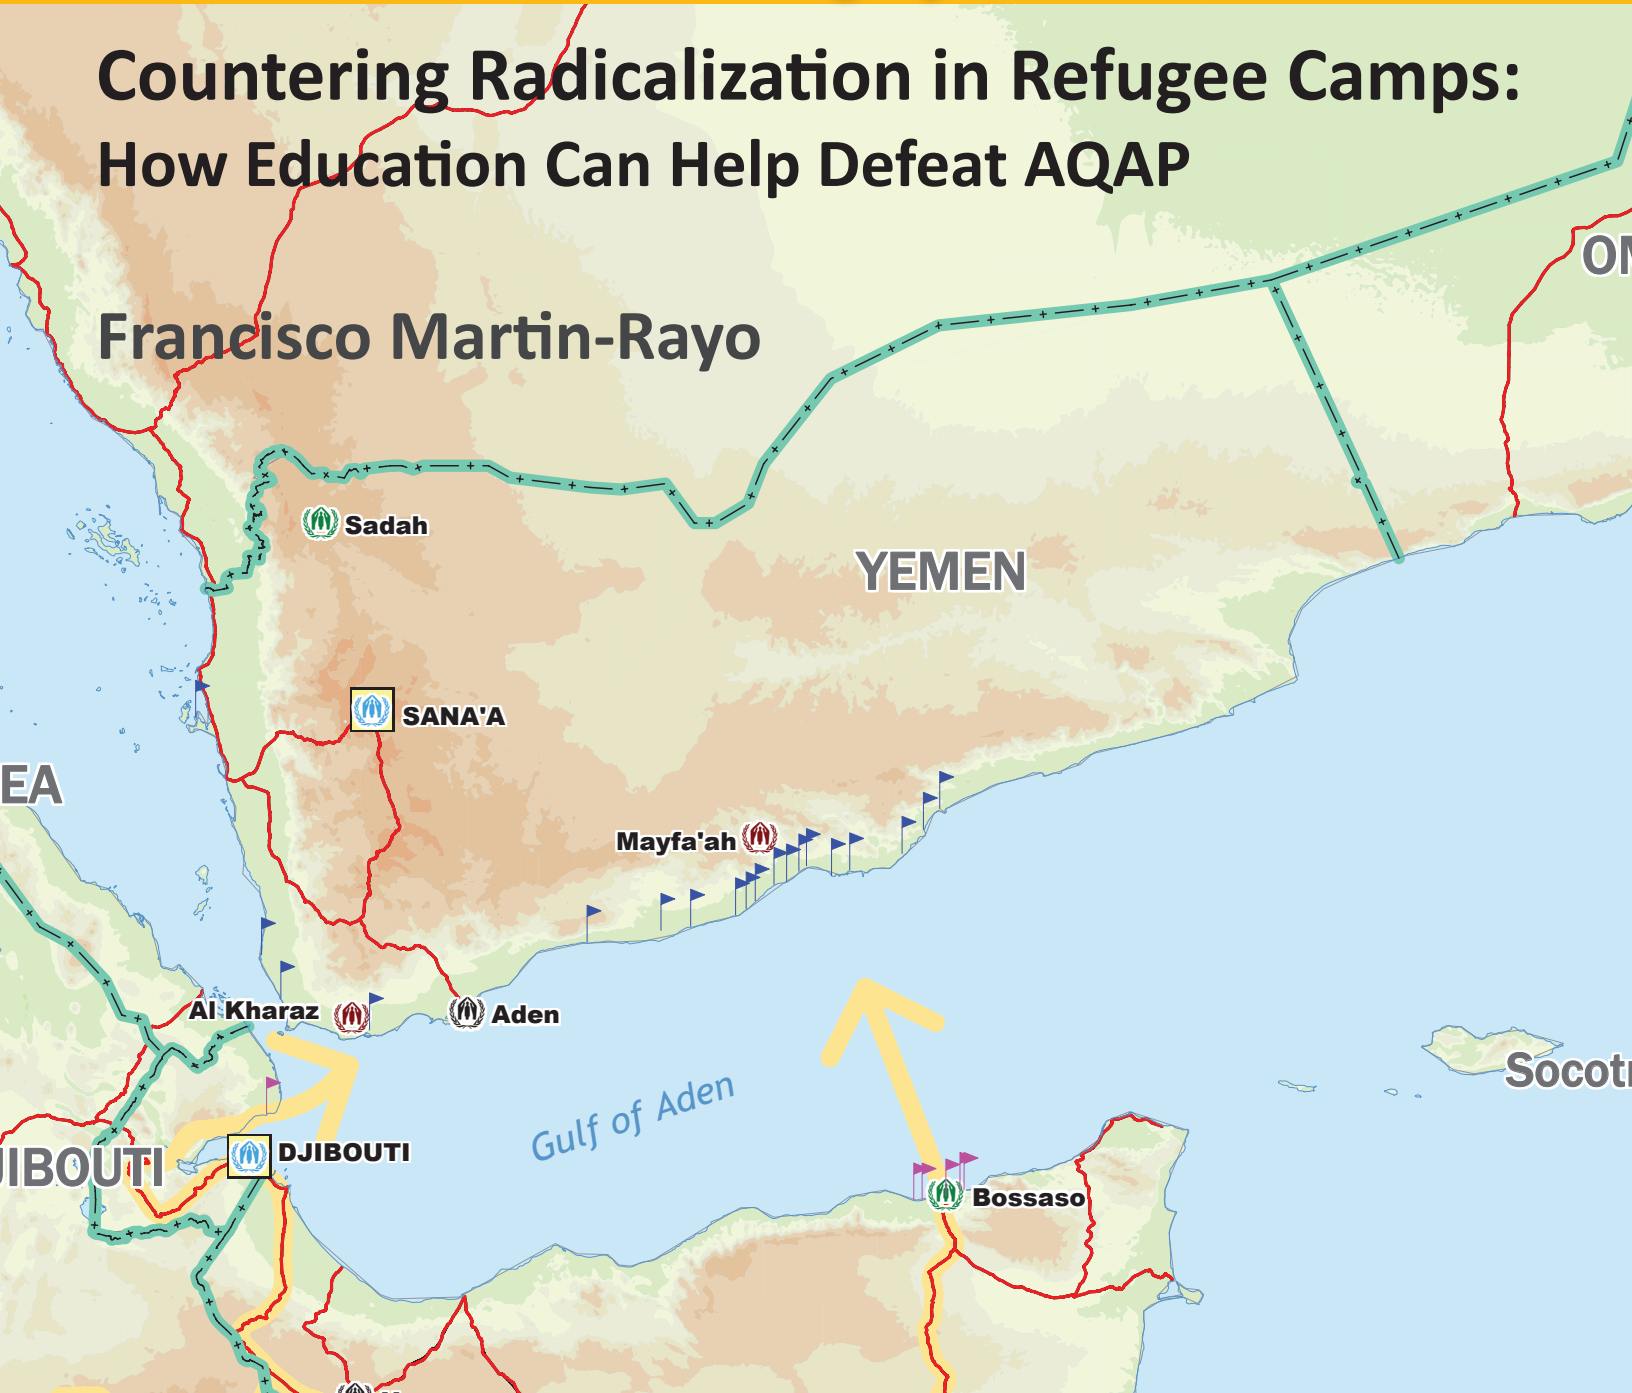 Countering Radicalization in Refugee Camps:
How Education Can Help Defeat AQAP
Francisco Martin-Rayo
Sadah
YEMEN
SANA'A
EA
Mayfa'ah
Al Kharaz
Aden
Socotr
Gulf of Aden
JIBOUTI
DJIBOUTI
Bossaso